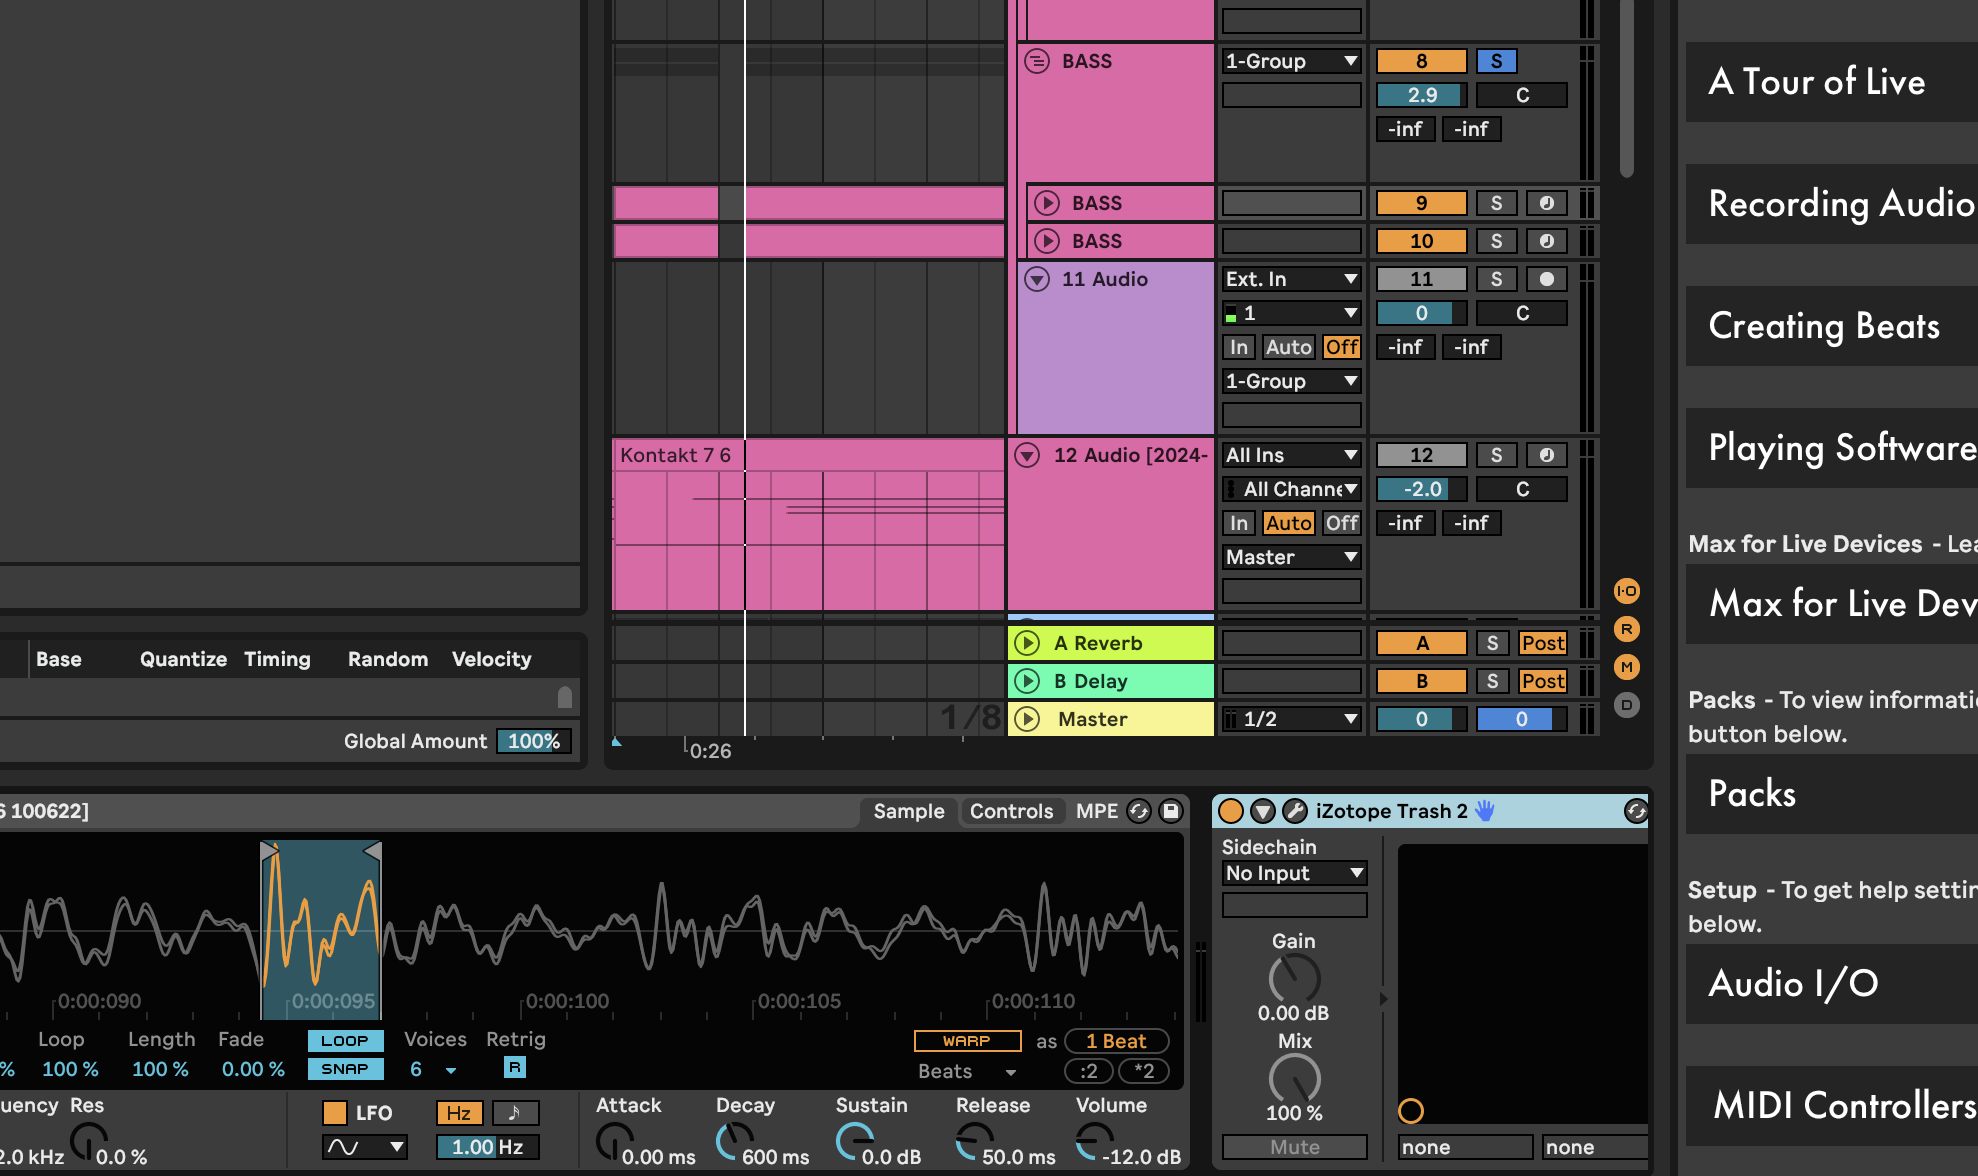 BASS 1-Group 8 S
2.9 C
-inf -inf
BASS 9 S
BASS 10 S
11 Audio Ext. In 11 S
1 0 C
In Auto Off -inf -inf
1-Group
Kontakt 7 6 12 Audio [2024- All Ins 12 S
All Channe -2.0 C
In Auto Off -inf -inf
Master
A Reverb A S Post
B Delay B S Post
1/8 Master 1/2 0 0
0:26
I·O
R
M
D
Base Quantize Timing Random Velocity
Global Amount 100%
6 100622] Sample Controls MPE
0:00:090 0:00:095 0:00:100 0:00:105 0:00:110
Loop Length Fade LOOP Voices Retrig WARP as 1 Beat
% 100 % 100 % 0.00 % SNAP 6 R Beats :2 *2
uency Res LFO Hz Attack Decay Sustain Release Volume
2.0 kHz 0.0 % 1.00 Hz 0.00 ms 600 ms 0.0 dB 50.0 ms -12.0 dB
iZotope Trash 2
Sidechain
No Input
Gain
0.00 dB
Mix
100 %
Mute none none
A Tour of Live
Recording Audio
Creating Beats
Playing Software
Max for Live Devices - Lea
Max for Live Dev
Packs - To view informatio
button below.
Packs
Setup - To get help settin
below.
Audio I/O
MIDI Controllers